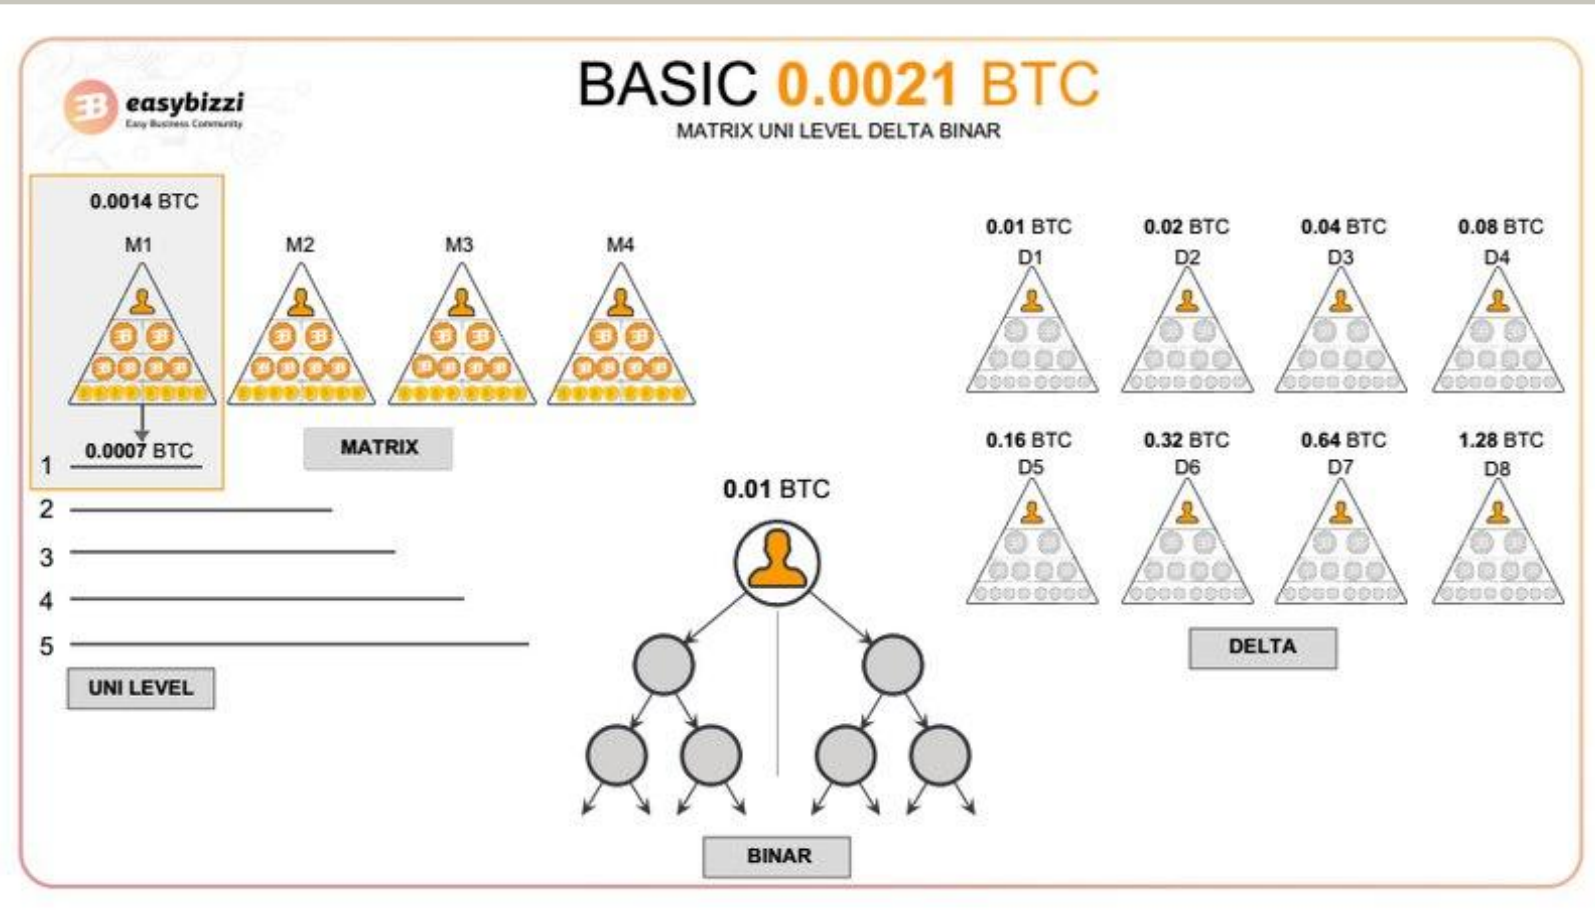 easybizzi
Easy Business Community
BASIC 0.0021 BTC
MATRIX UNI LEVEL DELTA BINAR
0.0014 BTC
M1
M2
M3
M4
0.0007 BTC
MATRIX
1
2
3
4
5
UNI LEVEL
0.01 BTC
BINAR
0.01 BTC
D1
0.02 BTC
D2
0.04 BTC
D3
0.08 BTC
D4
0.16 BTC
D5
0.32 BTC
D6
0.64 BTC
D7
1.28 BTC
D8
DELTA